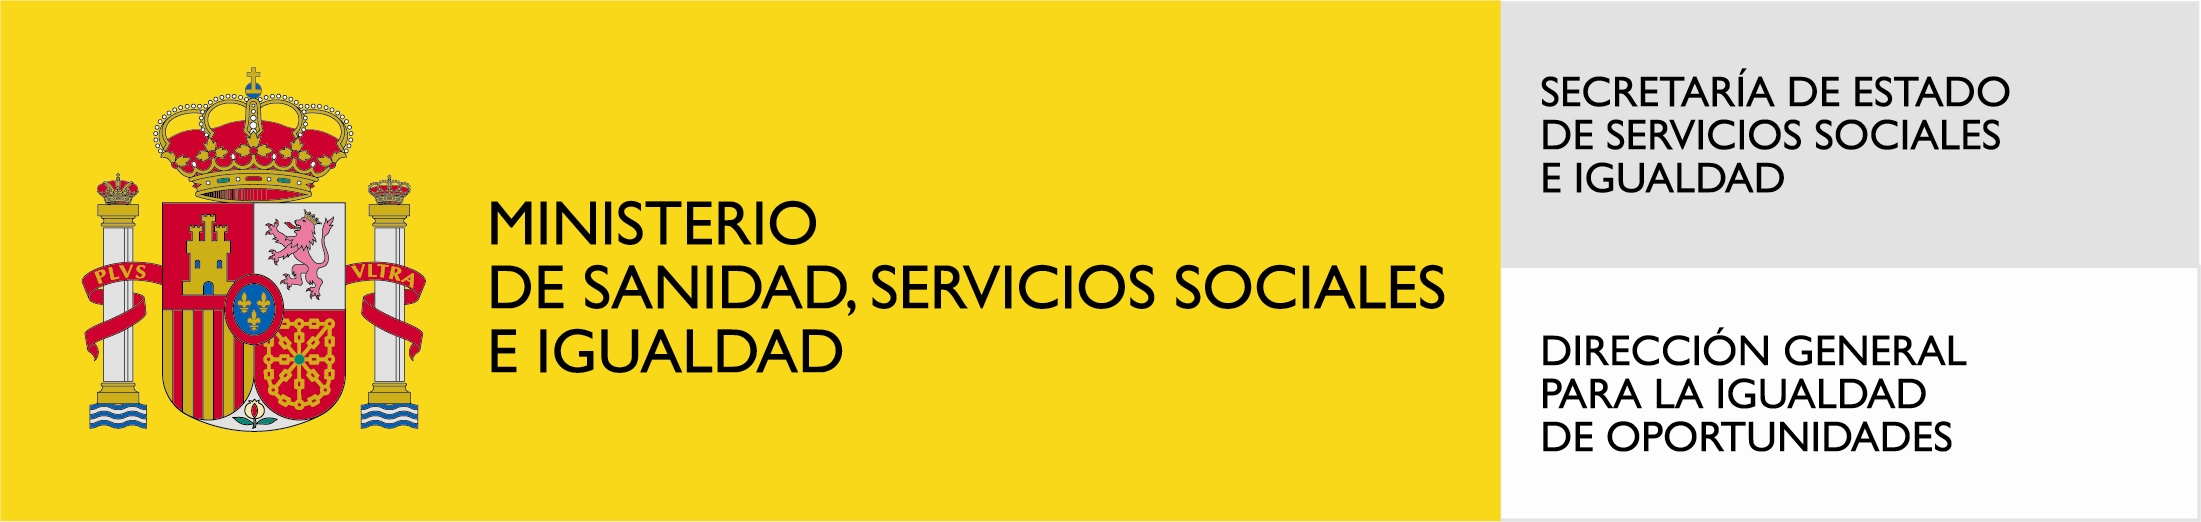 PLVS
VLTRA
MINISTERIO
DE SANIDAD, SERVICIOS SOCIALES
E IGUALDAD
SECRETARÍA DE ESTADO
DE SERVICIOS SOCIALES
E IGUALDAD
DIRECCIÓN GENERAL
PARA LA IGUALDAD
DE OPORTUNIDADES